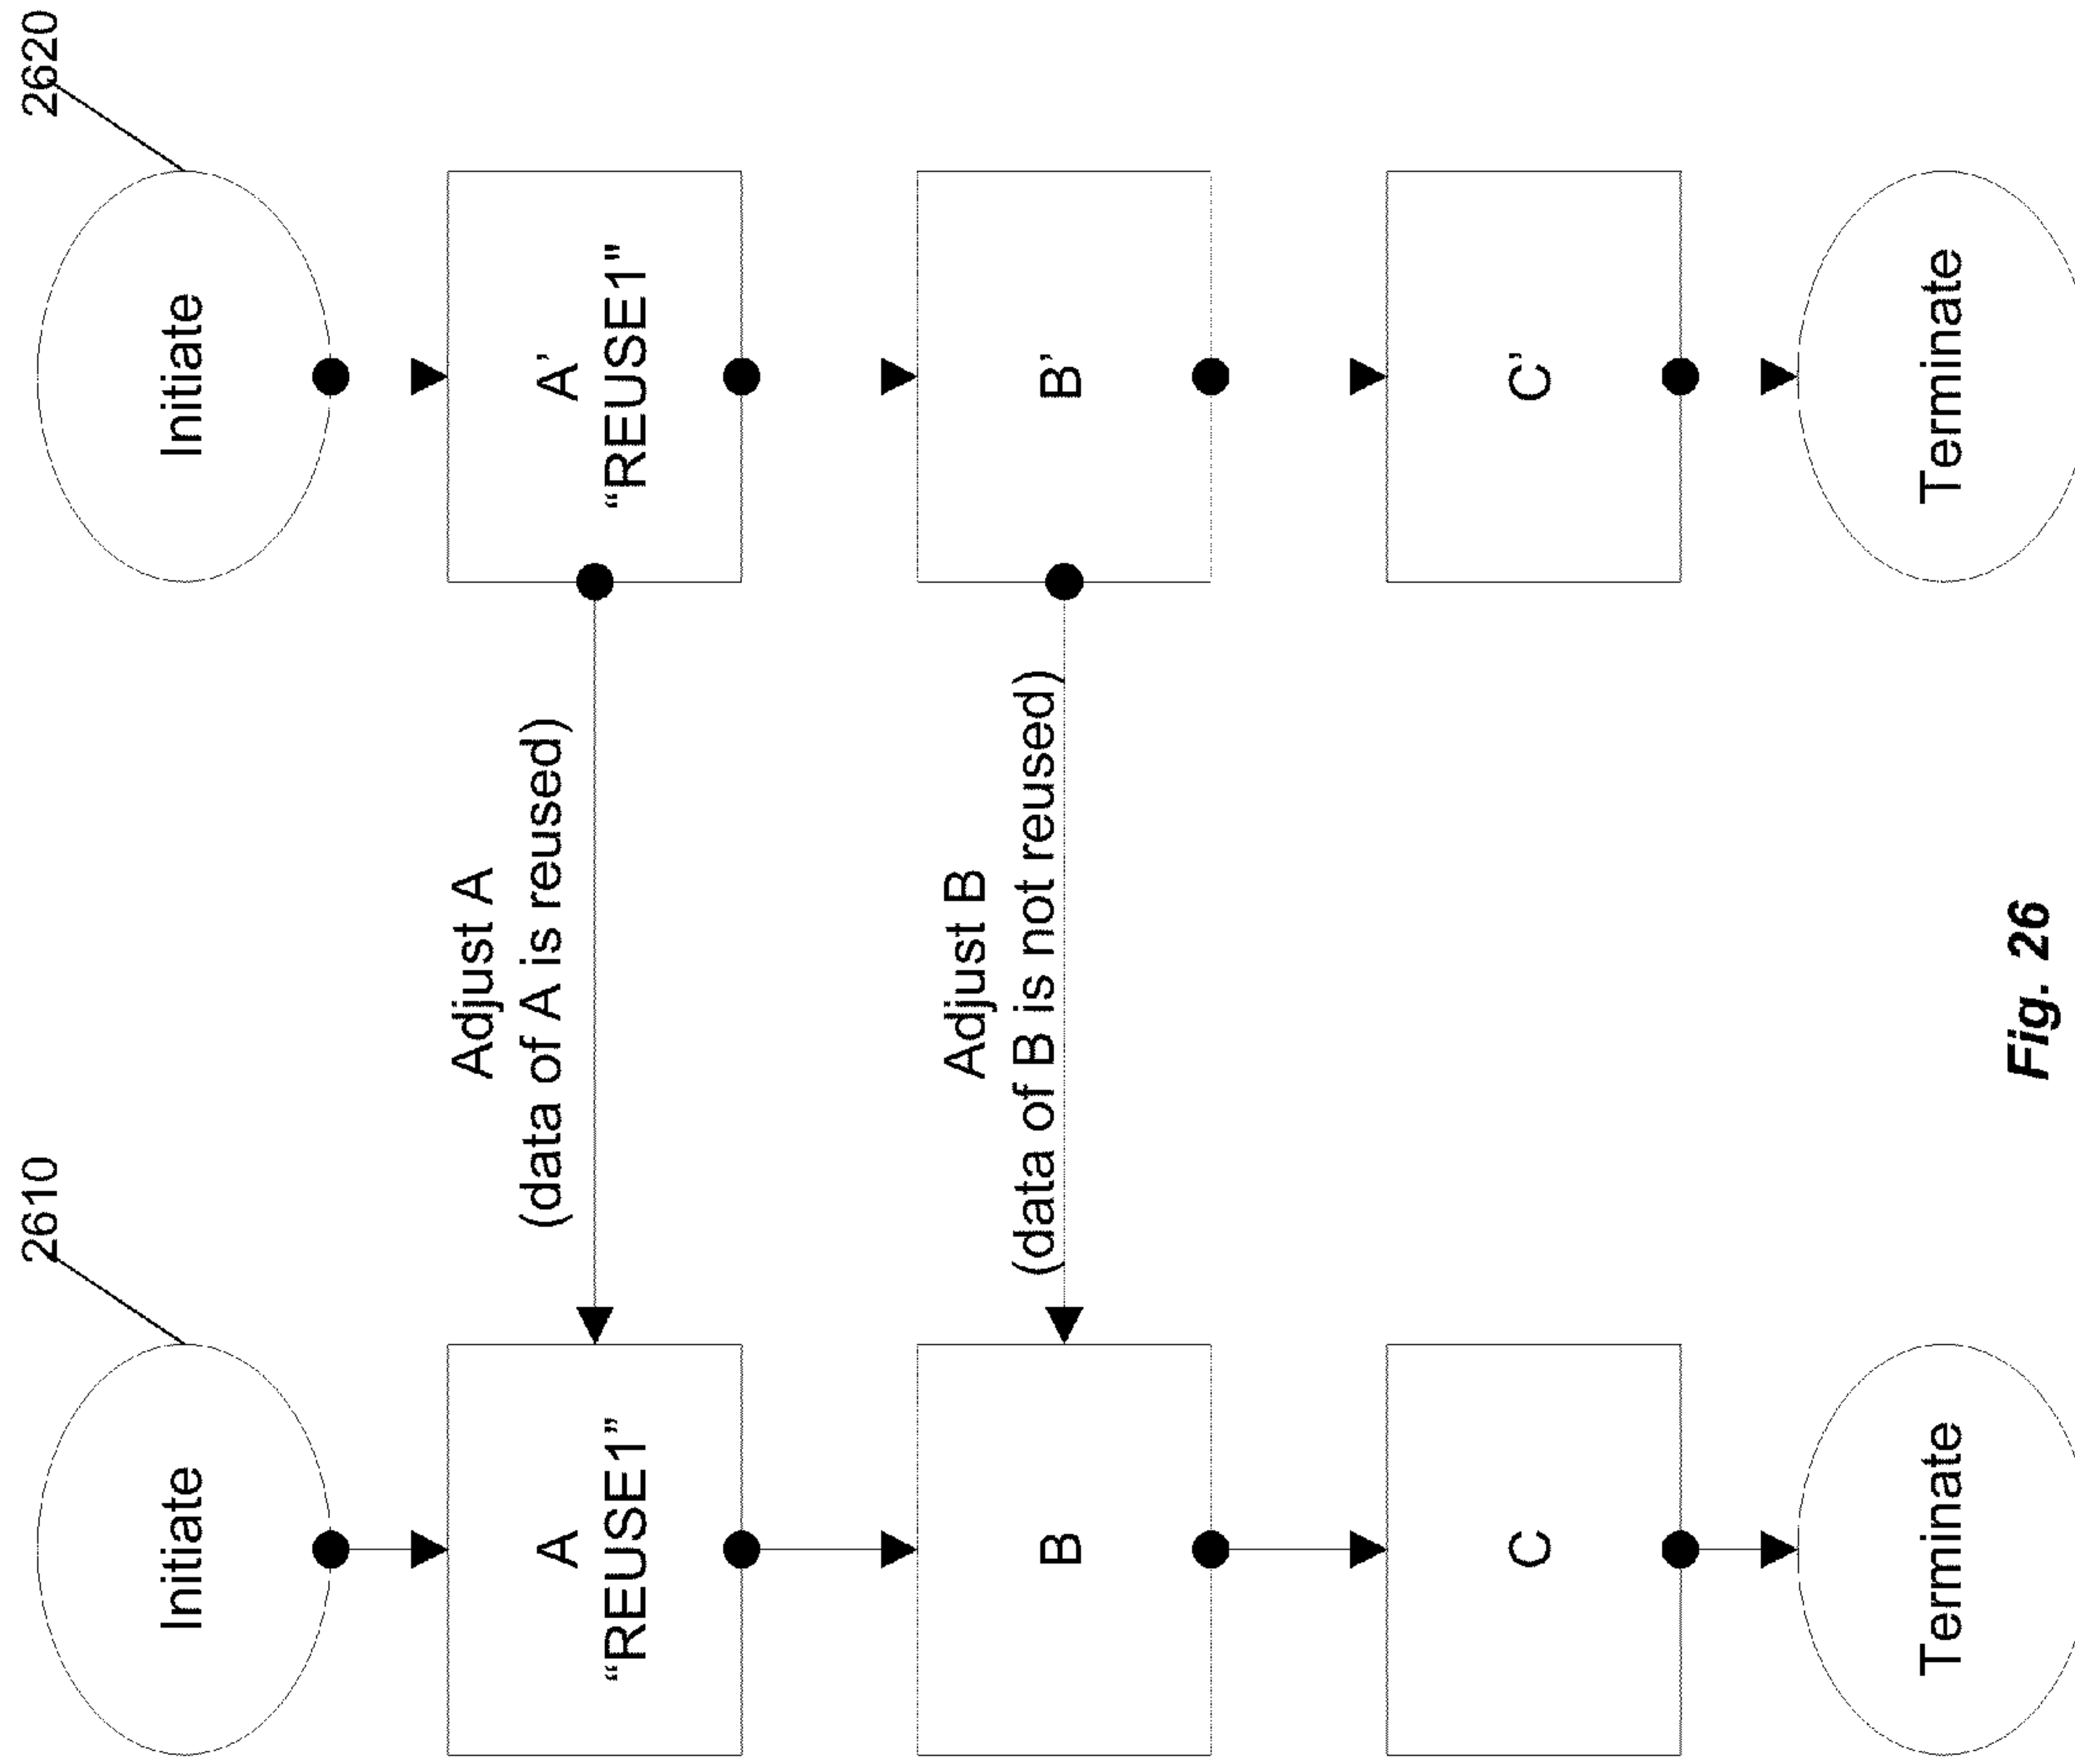 2610
Initiate
A
“REUSE1”
B
C
Terminate
Adjust A
(data of A is reused)
Adjust B
(data of B is not reused)
2620
Initiate
A’
“REUSE1"
B’
C’
Terminate
Fig. 26